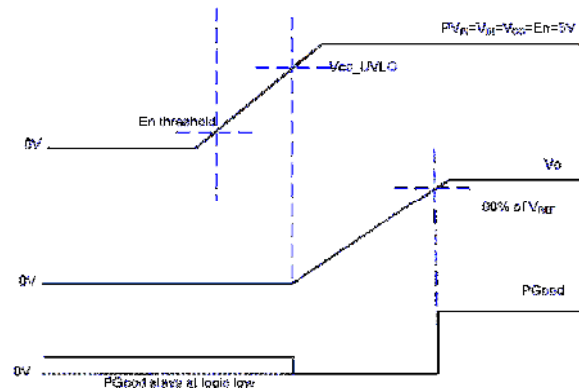 PVin=Vin=Vcc=En=5V
Vcc_UVLO
En threshold
0V
Vo
of VREF
0V
PGood
0V
PGood stays at logic low